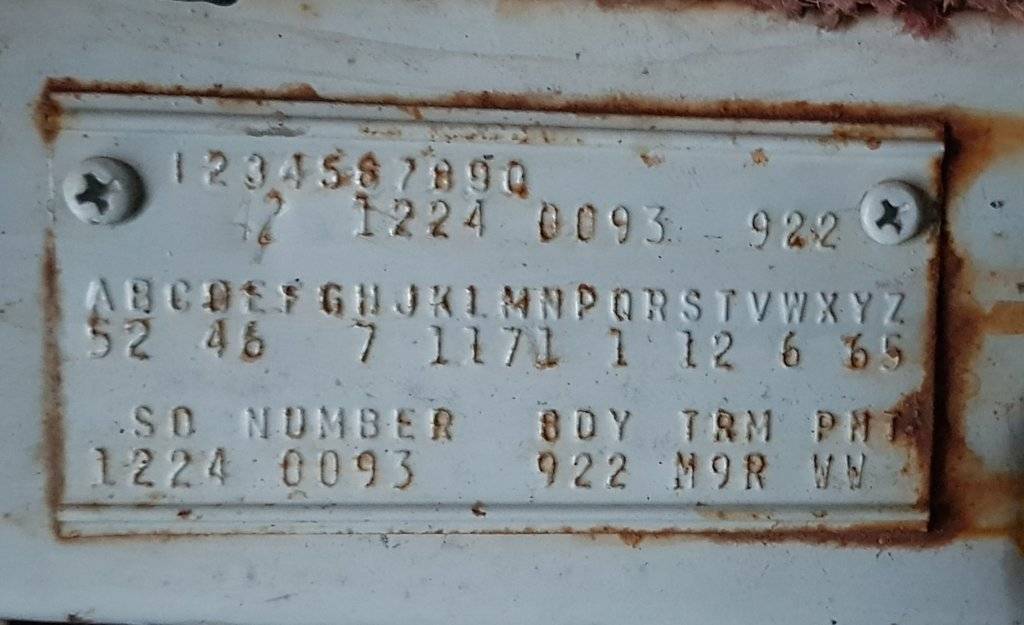 1234567890
42 1224 0093 922
ABCDEFGHJKLMNPQRSTVWXYZ
52 46 7 1171 1 12 6 65
SO NUMBER BDY TRM PNT
1224 0093 922 M9R WW